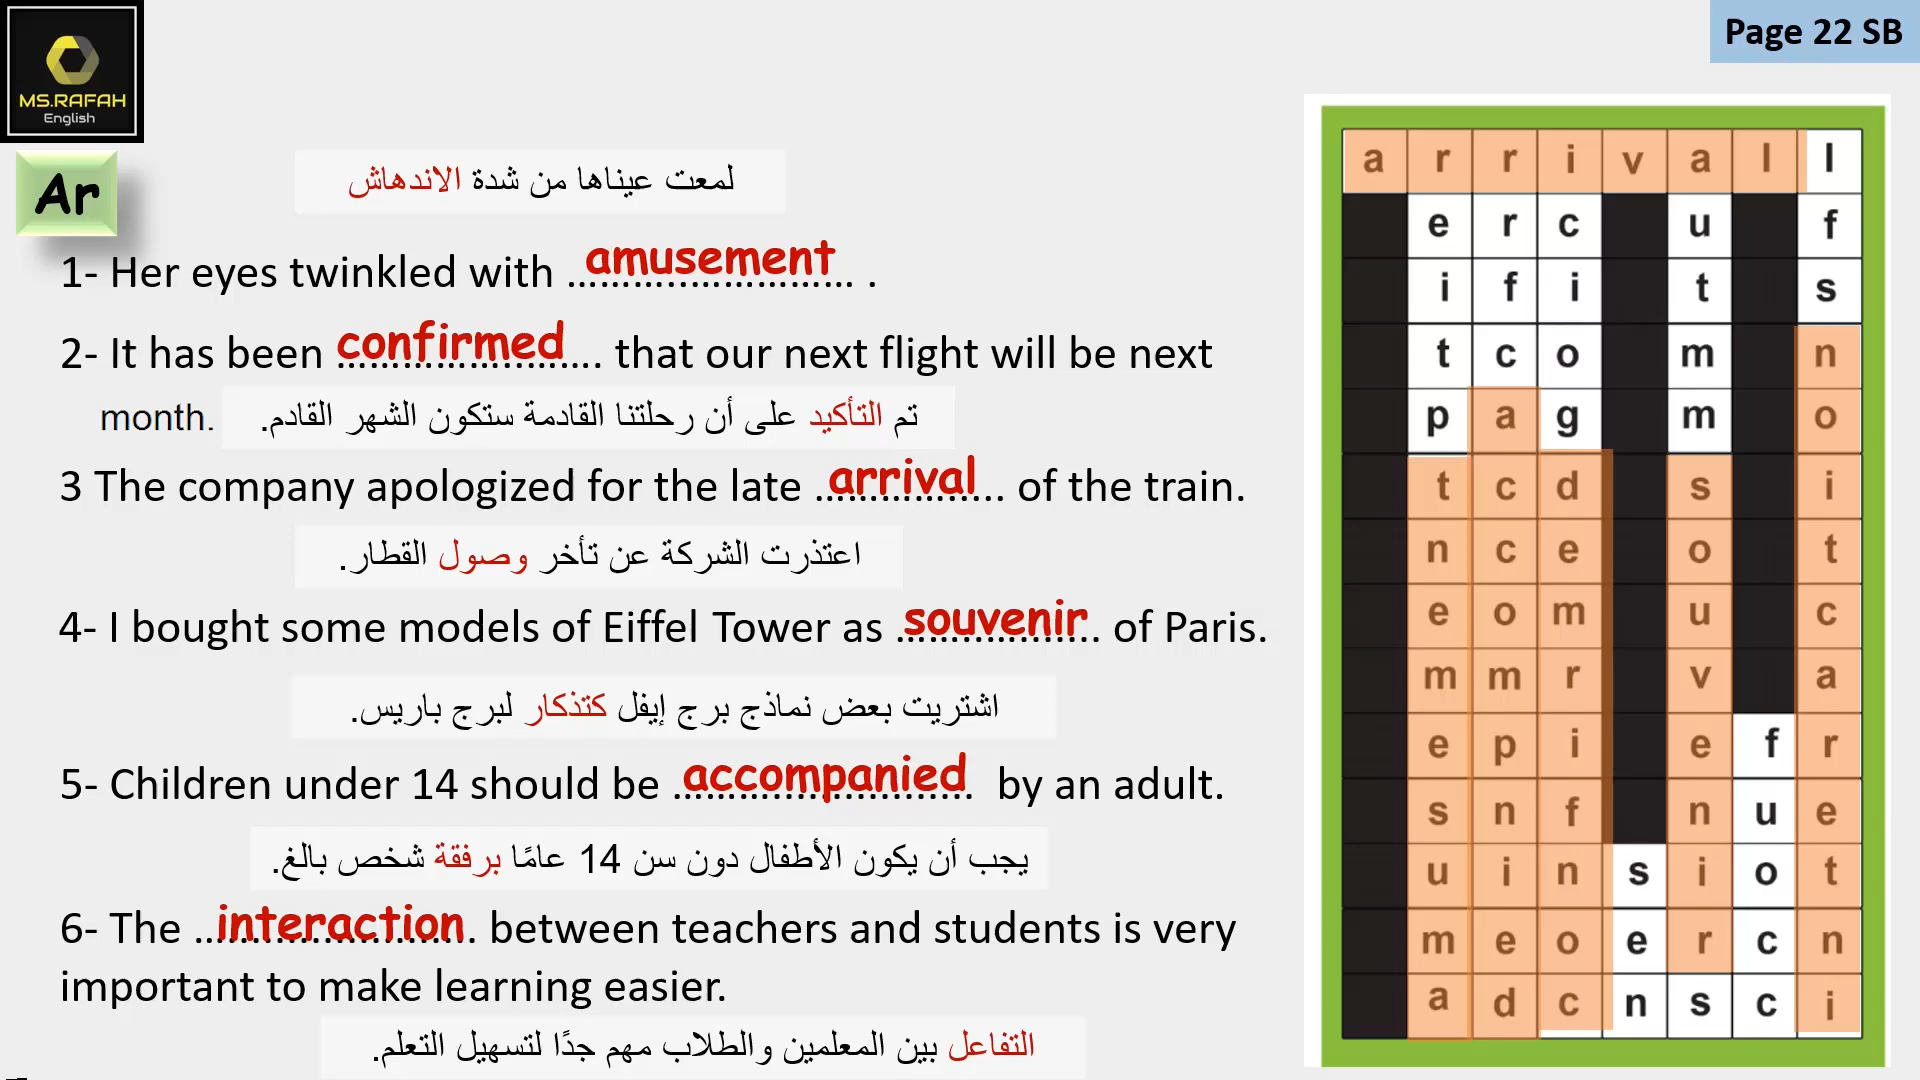 Page 22 SB
MS.RAFAH
English
Ar
لمعت عيناها من شدة الاندهاش
1- Her eyes twinkled with amusement .
2- It has been confirmed that our next flight will be next
month.
تم التأكيد على أن رحلتنا القادمة ستكون الشهر القادم.
3 The company apologized for the late arrival of the train.
اعتذرت الشركة عن تأخر وصول القطار.
4- I bought some models of Eiffel Tower as souvenir of Paris.
اشتريت بعض نماذج برج إيفل كتذكار لبرج باريس.
5- Children under 14 should be accompanied by an adult.
يجب أن يكون الأطفال دون سن 14 عامًا برفقة شخص بالغ.
6- The interaction between teachers and students is very
important to make learning easier.
التفاعل بين المعلمين والطلاب مهم جدًا لتسهيل التعلم.
a r r i v a l l
e r c u f
i f i t s
t c o m n
p a g m o
t c d s i
n c e o t
e o m u c
m m r v a
e p i e f r
s n f n u e
u i n s i o t
m e o e r c n
a d c n s c i